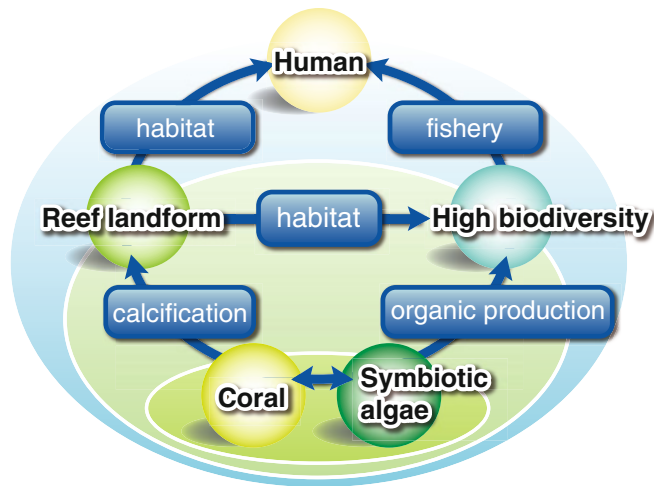 Human
habitat
fishery
Reef landform
habitat
High biodiversity
calcification
organic production
Coral
Symbiotic
algae